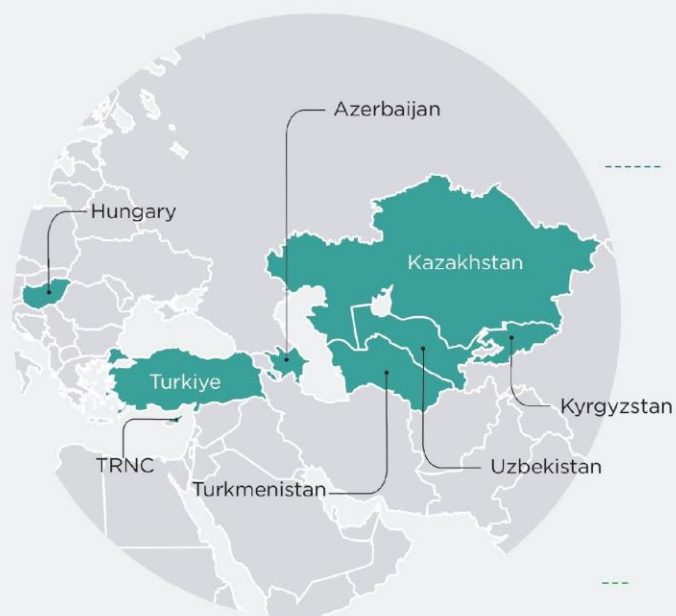 Azerbaijan
Hungary
Kazakhstan
Turkiye
Kyrgyzstan
TRNC
Uzbekistan
Turkmenistan